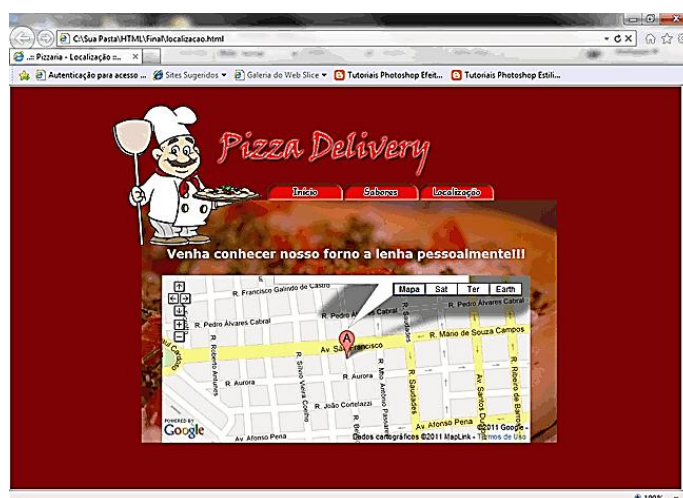 C:\Sua Pasta\HTML\Final\localizacao.html
..:: Pizzaria - Localização ::..
Autenticação para acesso ... Sites Sugeridos Galeria do Web Slice Tutoriais Photoshop Efeit... Tutoriais Photoshop Estili...
Pizza Delivery
Início Sabores Localização
Venha conhecer nosso forno a lenha pessoalmente!!!
Mapa Sat Ter Earth
R. Francisco Galindo de Castro
R. Pedro Álvares Cabral
R. Pedro Álvares Cabral
R. Pedro Álvares Cabral
R. Mário de Souza Campos
Av. São Francisco
A
R. Roberto Antunes
R. Silvio Vieira Coelho
R. Aurora
R. Aurora
R. Saudades
R. Saudades
R. João Cortelazzi
Av. Santos
R. Ribeiro de Barros
Av. Afonso Pena
Av. Afonso Pena
POWERED BY
Google
©2011 Google -
Dados cartográficos ©2011 MapLink - Termos de Uso
100%